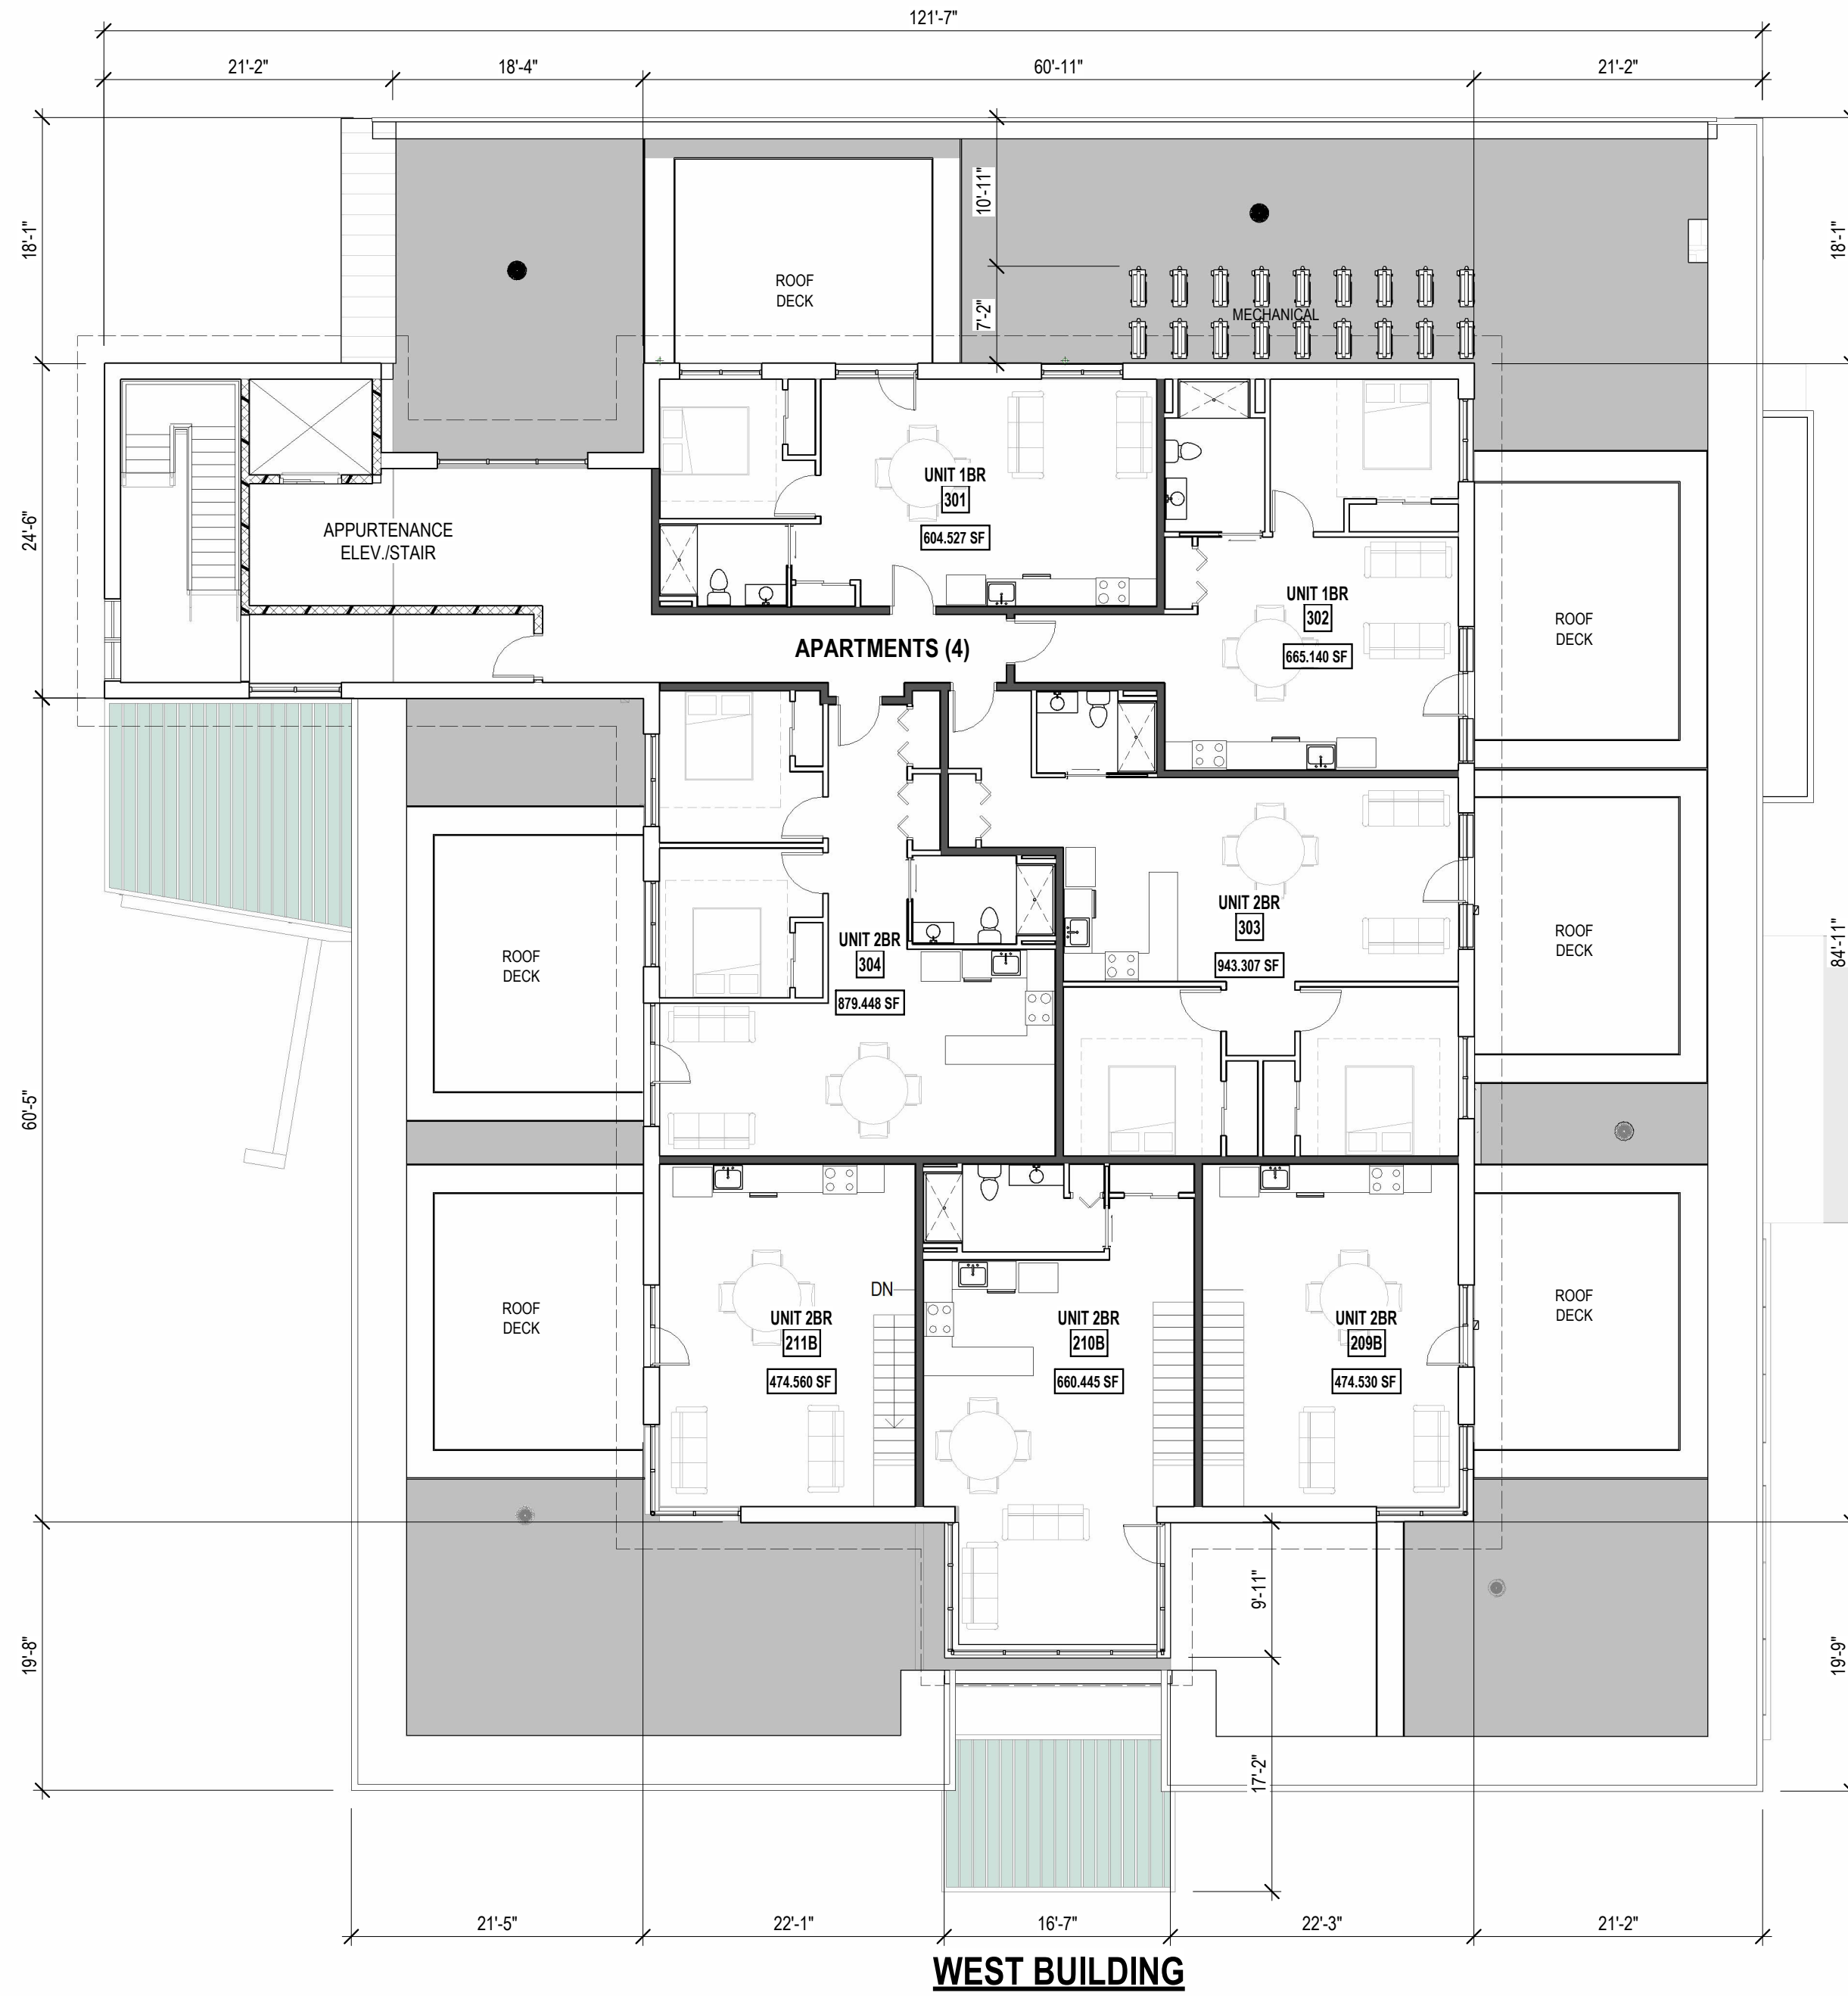 121'-7"
21'-2"
18'-4"
60'-11"
21'-2"
18'-1"
10'-11"
18'-1"
ROOF
DECK
7'-2"
MECHANICAL
24'-6"
APPURTENANCE
ELEV./STAIR
UNIT 1BR
301
604.527 SF
UNIT 1BR
302
665.140 SF
ROOF
DECK
APARTMENTS (4)
UNIT 2BR
303
943.307 SF
ROOF
DECK
84'-11"
UNIT 2BR
304
879.448 SF
ROOF
DECK
60'-5"
ROOF
DECK
DN
UNIT 2BR
211B
474.560 SF
UNIT 2BR
210B
660.445 SF
UNIT 2BR
209B
474.530 SF
ROOF
DECK
9'-11"
19'-8"
19'-9"
17'-2"
21'-5"
22'-1"
16'-7"
22'-3"
21'-2"
WEST BUILDING